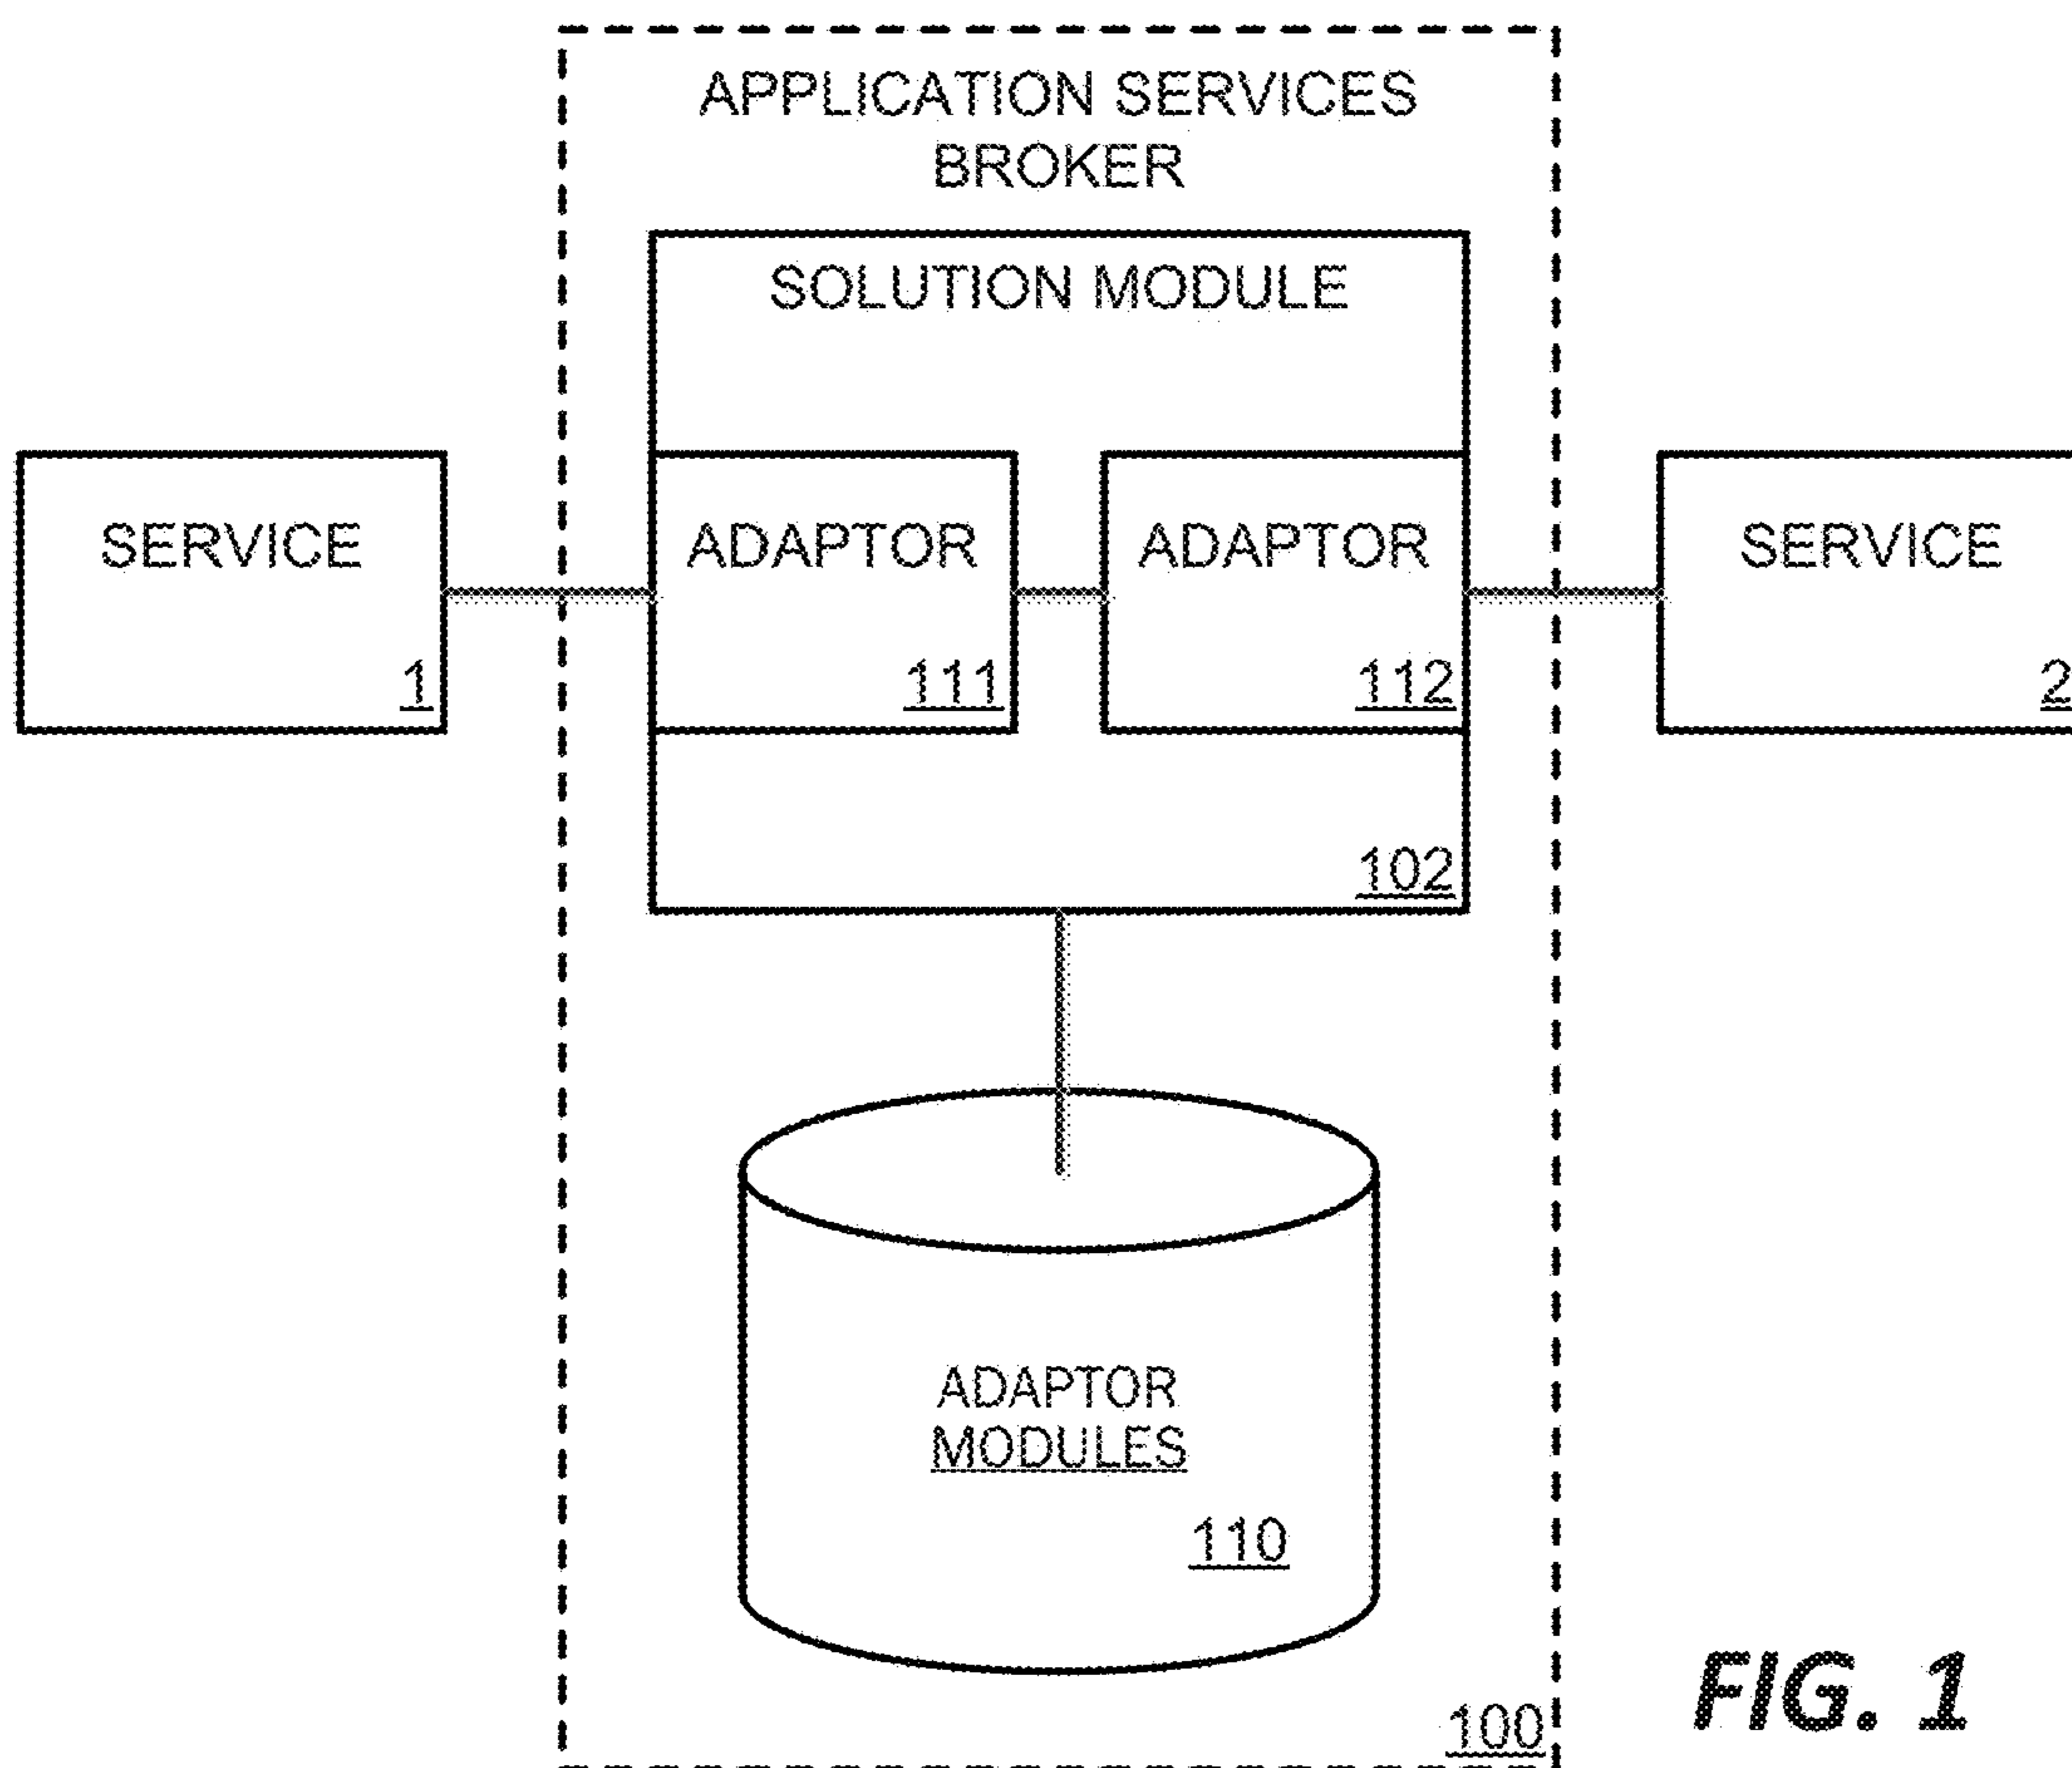 APPLICATION SERVICES
BROKER
SOLUTION MODULE
SERVICE
1
ADAPTOR
111
ADAPTOR
112
SERVICE
2
102
ADAPTOR
MODULES
110
100
FIG. 1